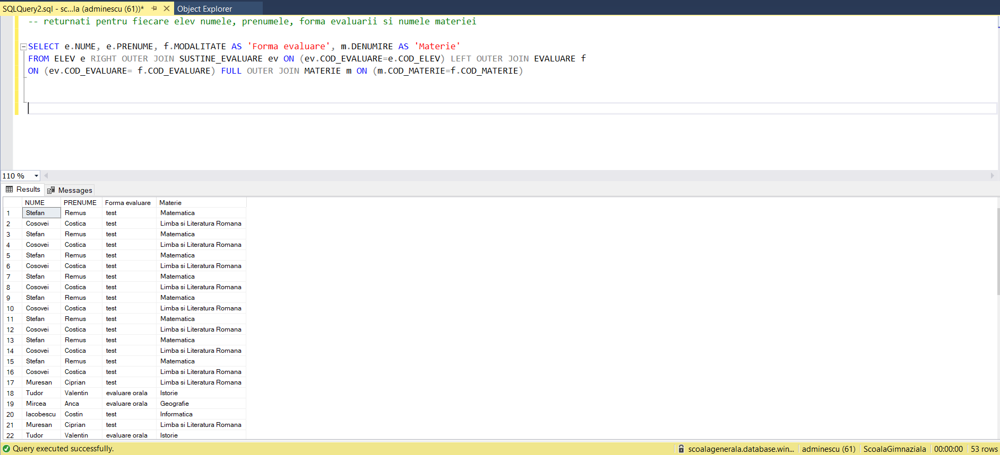 SQLQuery2.sql - sc...la (adminescu (61))* Object Explorer
-- returnati pentru fiecare elev numele, prenumele, forma evaluarii si numele materiei
SELECT e.NUME, e.PRENUME, f.MODALITATE AS 'Forma evaluare', m.DENUMIRE AS 'Materie'
FROM ELEV e RIGHT OUTER JOIN SUSTINE_EVALUARE ev ON (ev.COD_EVALUARE=e.COD_ELEV) LEFT OUTER JOIN EVALUARE f
ON (ev.COD_EVALUARE= f.COD_EVALUARE) FULL OUTER JOIN MATERIE m ON (m.COD_MATERIE=f.COD_MATERIE)
110 %
Results Messages
NUME PRENUME Forma evaluare Materie
1 Stefan Remus test Matematica
2 Cosovei Costica test Limba si Literatura Romana
3 Stefan Remus test Matematica
4 Cosovei Costica test Limba si Literatura Romana
5 Stefan Remus test Matematica
6 Cosovei Costica test Limba si Literatura Romana
7 Stefan Remus test Matematica
8 Cosovei Costica test Limba si Literatura Romana
9 Stefan Remus test Matematica
10 Cosovei Costica test Limba si Literatura Romana
11 Stefan Remus test Matematica
12 Cosovei Costica test Limba si Literatura Romana
13 Stefan Remus test Matematica
14 Cosovei Costica test Limba si Literatura Romana
15 Stefan Remus test Matematica
16 Cosovei Costica test Limba si Literatura Romana
17 Muresan Ciprian test Limba si Literatura Romana
18 Tudor Valentin evaluare orala Istorie
19 Mircea Anca evaluare orala Geografie
20 Iacobescu Costin test Informatica
21 Muresan Ciprian test Limba si Literatura Romana
22 Tudor Valentin evaluare orala Istorie
Query executed successfully. scoalagenerala.database.win... adminescu (61) ScoalaGimnaziala 00:00:00 53 rows